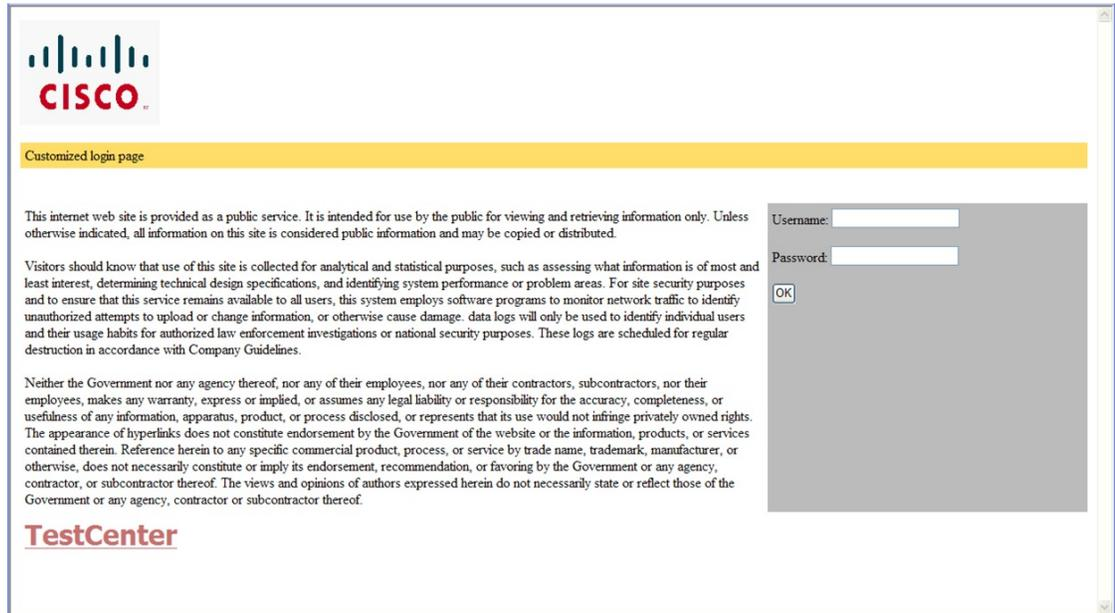 CISCO
Customized login page
This internet web site is provided as a public service. It is intended for use by the public for viewing and retrieving information only. Unless
otherwise indicated, all information on this site is considered public information and may be copied or distributed.
Visitors should know that use of this site is collected for analytical and statistical purposes, such as assessing what information is of most and
least interest, determining technical design specifications, and identifying system performance or problem areas. For site security purposes
and to ensure that this service remains available to all users, this system employs software programs to monitor network traffic to identify
unauthorized attempts to upload or change information, or otherwise cause damage. data logs will only be used to identify individual users
and their usage habits for authorized law enforcement investigations or national security purposes. These logs are scheduled for regular
destruction in accordance with Company Guidelines.
Neither the Government nor any agency thereof, nor any of their employees, nor any of their contractors, subcontractors, nor their
employees, makes any warranty, express or implied, or assumes any legal liability or responsibility for the accuracy, completeness, or
usefulness of any information, apparatus, product, or process disclosed, or represents that its use would not infringe privately owned rights.
The appearance of hyperlinks does not constitute endorsement by the Government of the website or the information, products, or services
contained therein. Reference herein to any specific commercial product, process, or service by trade name, trademark, manufacturer, or
otherwise, does not necessarily constitute or imply its endorsement, recommendation, or favoring by the Government or any agency,
contractor, or subcontractor thereof. The views and opinions of authors expressed herein do not necessarily state or reflect those of the
Government or any agency, contractor or subcontractor thereof.
TestCenter
Username:
Password:
OK